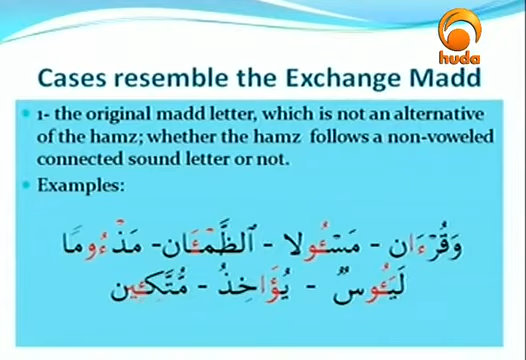 huda
Cases resemble the Exchange Madd
1- the original madd letter, which is not an alternative
of the hamz; whether the hamz follows a non-voweled
connected sound letter or not.
Examples:
وَقُرْءَان - مَسْـُٔولا - ٱلظَّمْـَٔان - مَذْءُومًا
لَيَـُٔوسٌ - يُؤَاخِذُ - مُتَّكِـِٔين